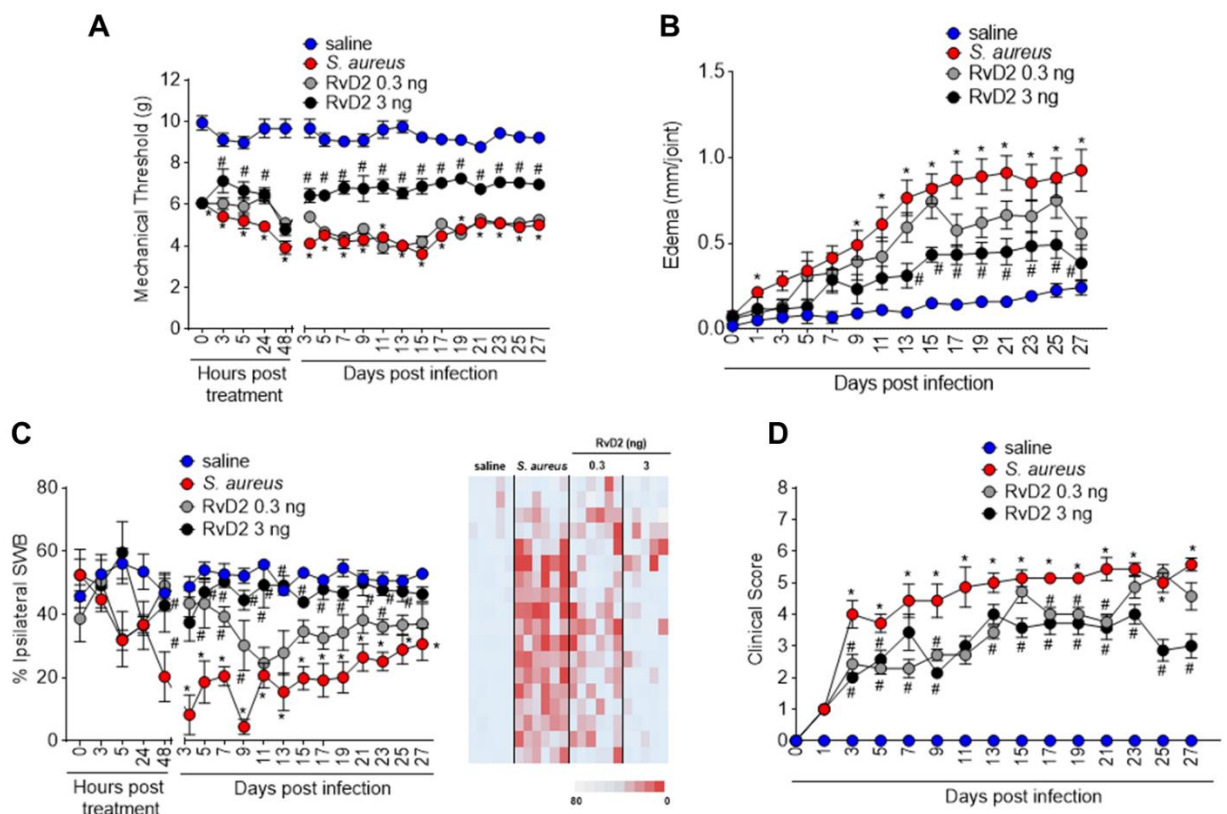 A
saline
S. aureus
RvD2 0.3 ng
RvD2 3 ng
Mechanical Threshold (g)
12
10
8
6
4
2
0
# # # # # # # # # # # # # # # #
* * * * * * * * * * * * * * * * * *
0 3 5 24 48 3 5 7 9 11 13 15 17 19 21 23 25 27
Hours post
treatment
Days post infection
B
saline
S. aureus
RvD2 0.3 ng
RvD2 3 ng
Edema (mm/joint)
1.5
1.0
0.5
0.0
* * * * * * * * * *
# # # # # # #
0 1 3 5 7 9 11 13 15 17 19 21 23 25 27
Days post infection
C
saline
S. aureus
RvD2 0.3 ng
RvD2 3 ng
% Ipsilateral SWB
80
60
40
20
0
0 3 5 24 48 3 5 7 9 11 13 15 17 19 21 23 25 27
Hours post
treatment
Days post infection
RvD2 (ng)
saline S. aureus 0.3 3
80 0
D
saline
S. aureus
RvD2 0.3 ng
RvD2 3 ng
Clinical Score
8
7
6
5
4
3
2
1
0
0 1 3 5 7 9 11 13 15 17 19 21 23 25 27
Days post infection